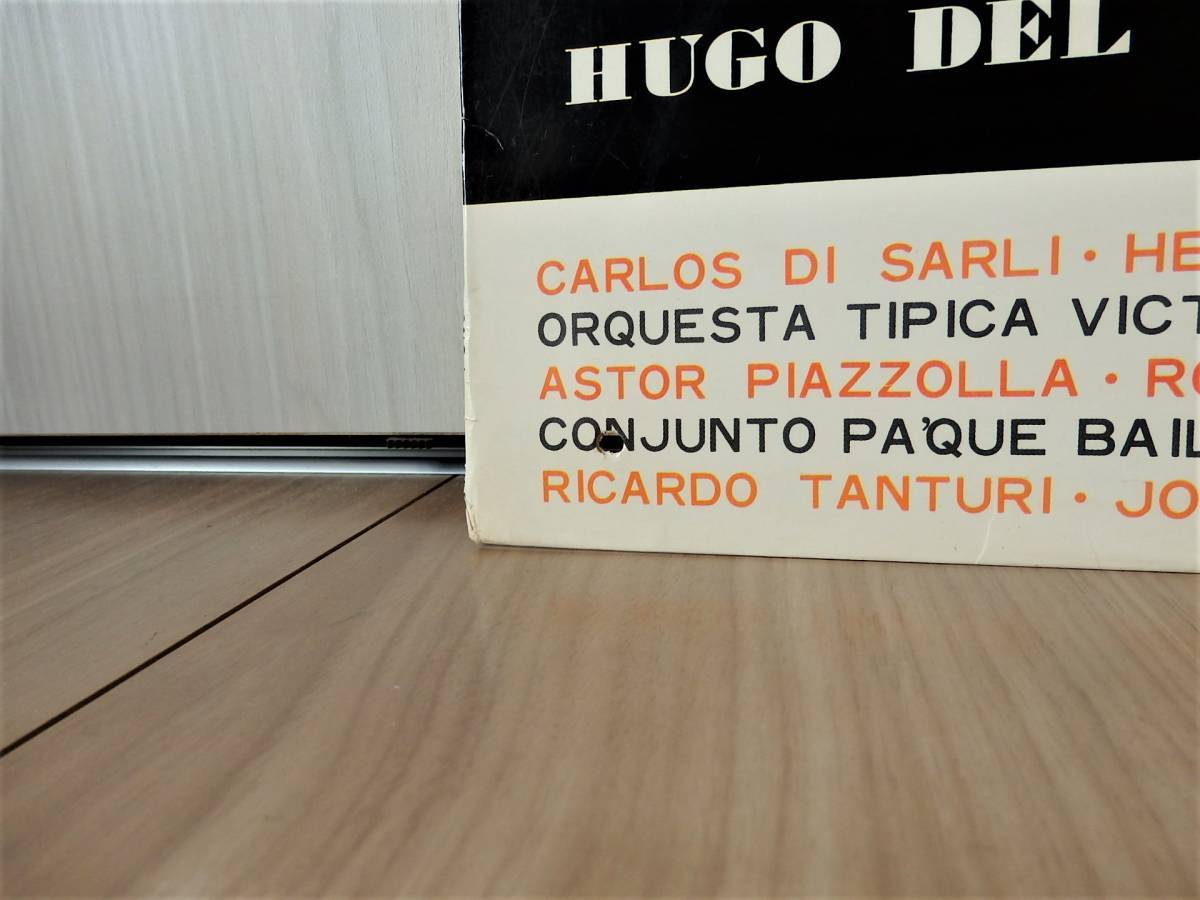 HUGO DEL
CARLOS DI SARLI · HE
ORQUESTA TIPICA VICT
ASTOR PIAZZOLLA · RO
CONJUNTO PA'QUE BAIL
RICARDO TANTURI · JO